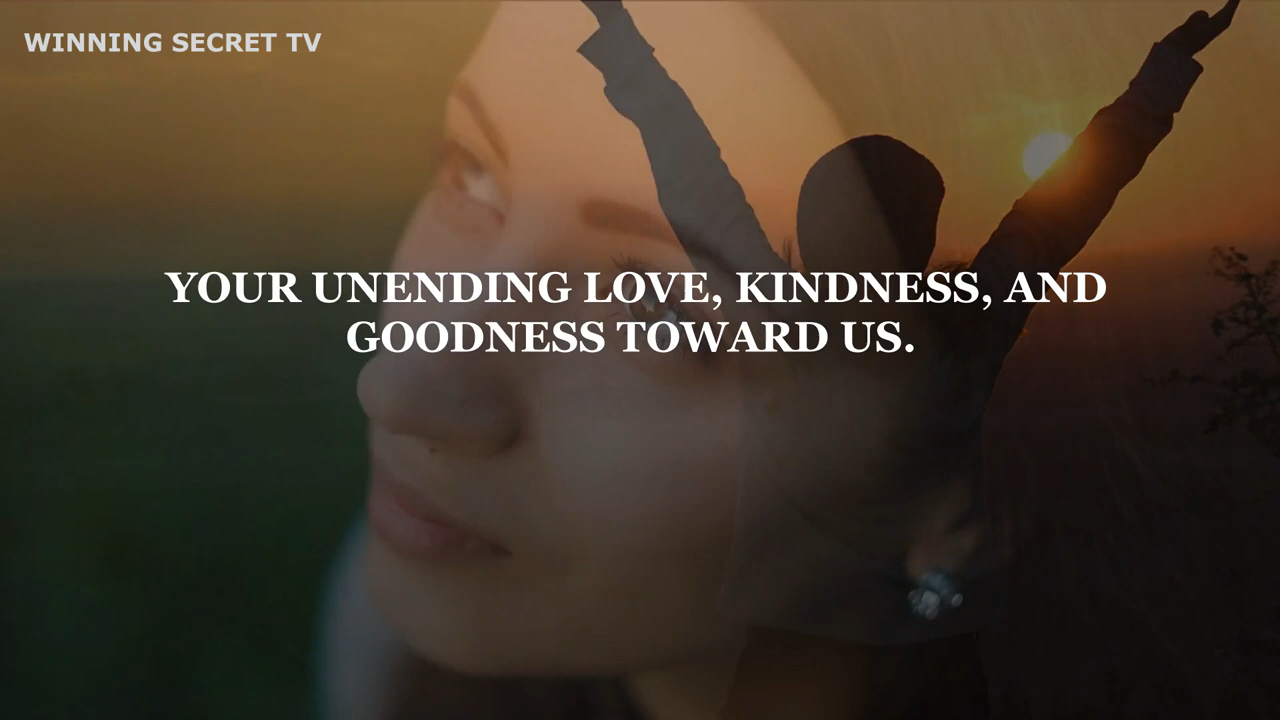 WINNING SECRET TV
YOUR UNENDING LOVE, KINDNESS, AND
GOODNESS TOWARD US.